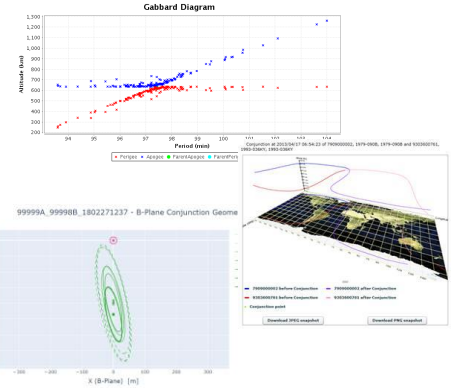 Gabbard Diagram
1,300
1,200
1,100
1,000
900
800
700
600
500
400
300
200
Altitude (km)
94 95 96 97 98 99 100 101 102 103 104
Period (min)
Perigee Apogee ParentApogee ParentPere
Conjunction at 2013/04/17 06:54:23 of 7909000002, 1979-090B, 1979-090B and 9303600701,
1993-036KY, 1993-036KY
7909000002 before Conjunction 7909000002 after Conjunction
9303600701 before Conjunction 9303600701 after Conjunction
Conjunction point
Download JPEG snapshot Download PNG snapshot
99999A_99998B_1802271237 - B-Plane Conjunction Geome
-300 -200 -100 0 100 200 300
X (B-Plane) [m]